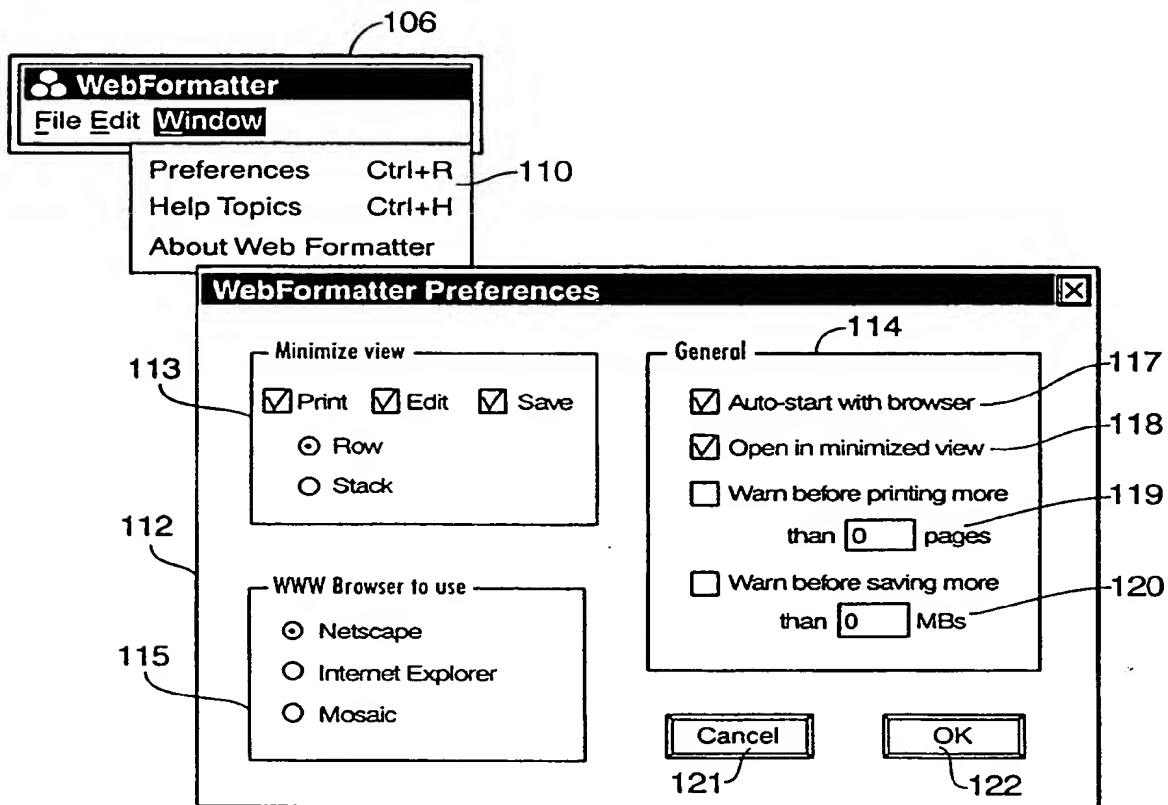 106
WebFormatter
File Edit Window
Preferences Ctrl+R
110
Help Topics Ctrl+H
About Web Formatter
WebFormatter Preferences
112
113
Minimize view
Print Edit Save
Row
Stack
114
General
117
Auto-start with browser
118
Open in minimized view
Warn before printing more
119
than 0 pages
Warn before saving more
120
than 0 MBs
115
WWW Browser to use
Netscape
Internet Explorer
Mosaic
Cancel
OK
121
122